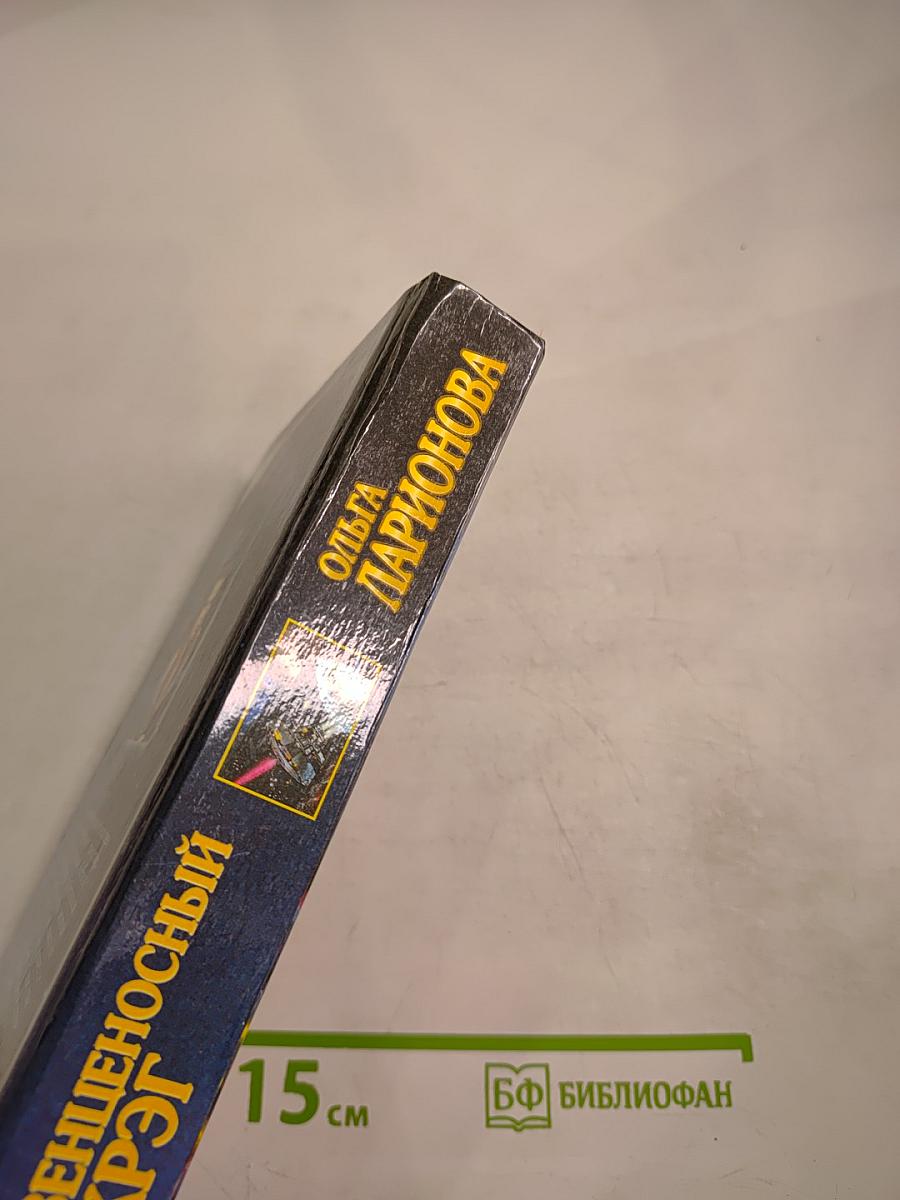 ОЛЬГА
ЛАРИОНОВА
ВЕНЦЕНОСНЫЙ
КРЭГ
15 см
БФ БИБЛИОФАН